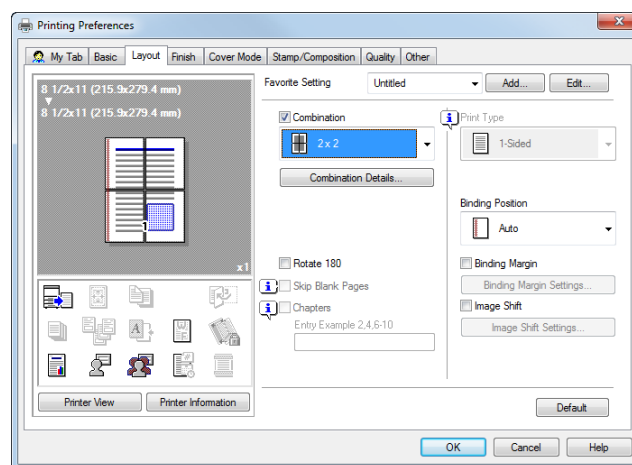 Printing Preferences
My Tab Basic Layout Finish Cover Mode Stamp/Composition Quality Other
8 1/2x11 (215.9x279.4 mm)
8 1/2x11 (215.9x279.4 mm)
1
x1
Printer View Printer Information
Favorite Setting Untitled Add... Edit...
Combination
2 x 2
Combination Details...
Rotate 180
Skip Blank Pages
Chapters
Entry Example 2,4,6-10
Print Type
1-Sided
Binding Position
Auto
Binding Margin
Binding Margin Settings...
Image Shift
Image Shift Settings...
Default
OK Cancel Help